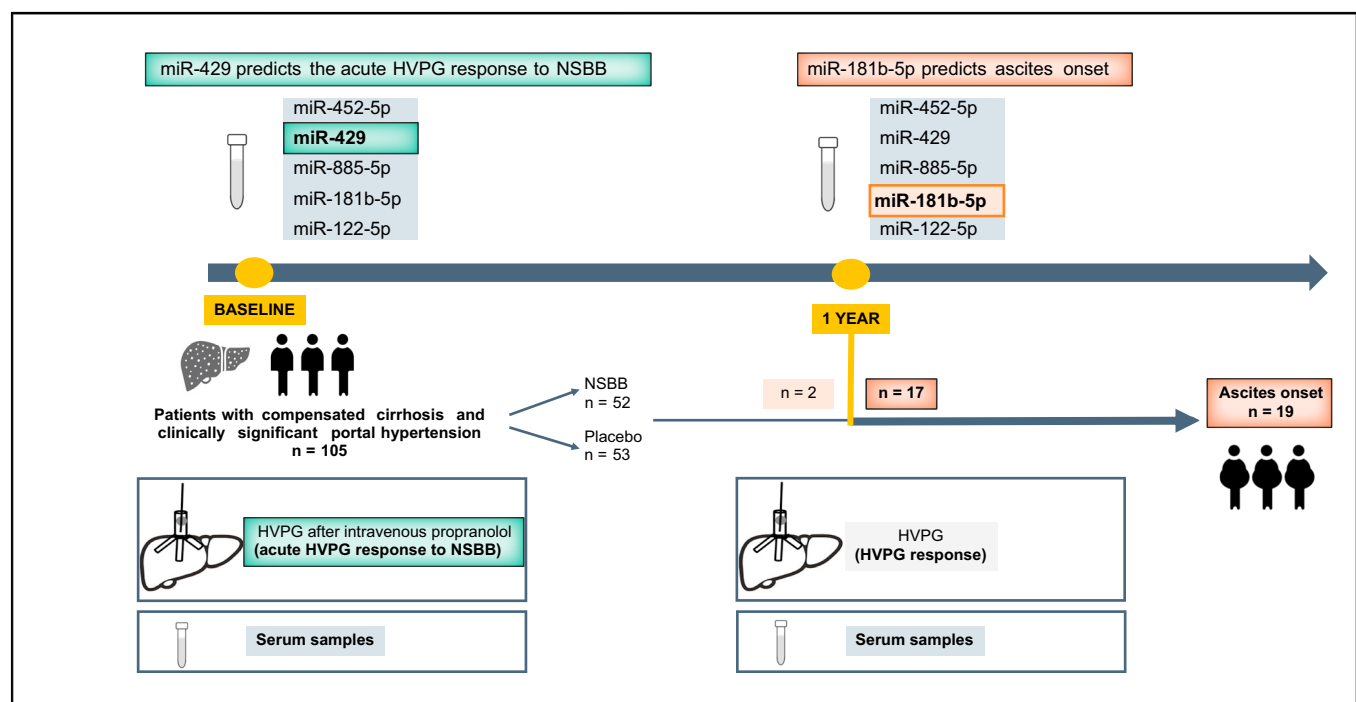 miR-429 predicts the acute HVPG response to NSBB
miR-452-5p
miR-429
miR-885-5p
miR-181b-5p
miR-122-5p
miR-181b-5p predicts ascites onset
miR-452-5p
miR-429
miR-885-5p
miR-181b-5p
miR-122-5p
BASELINE
1 YEAR
Patients with compensated cirrhosis and
clinically significant portal hypertension
n = 105
NSBB
n = 52
Placebo
n = 53
n = 2
n = 17
Ascites onset
n = 19
HVPG after intravenous propranolol
(acute HVPG response to NSBB)
HVPG
(HVPG response)
Serum samples
Serum samples